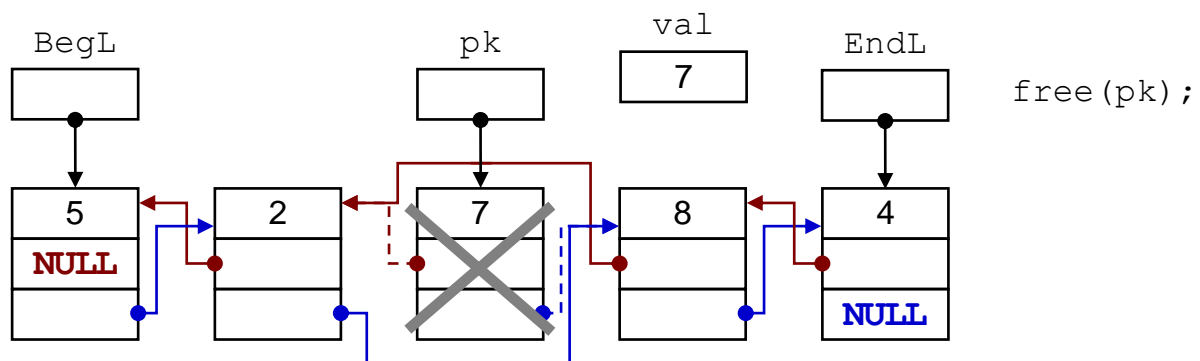 BegL
pk
val
EndL
7
free(pk);
5
2
7
8
4
NULL
NULL